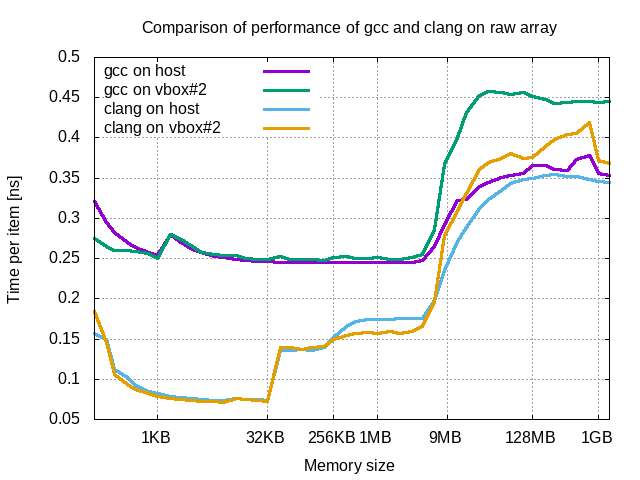 Comparison of performance of gcc and clang on raw array
0.5
0.45
0.4
0.35
0.3
0.25
0.2
0.15
0.1
0.05
Time per item [ns]
gcc on host
gcc on vbox#2
clang on host
clang on vbox#2
1KB 32KB 256KB 1MB 9MB 128MB 1GB
Memory size